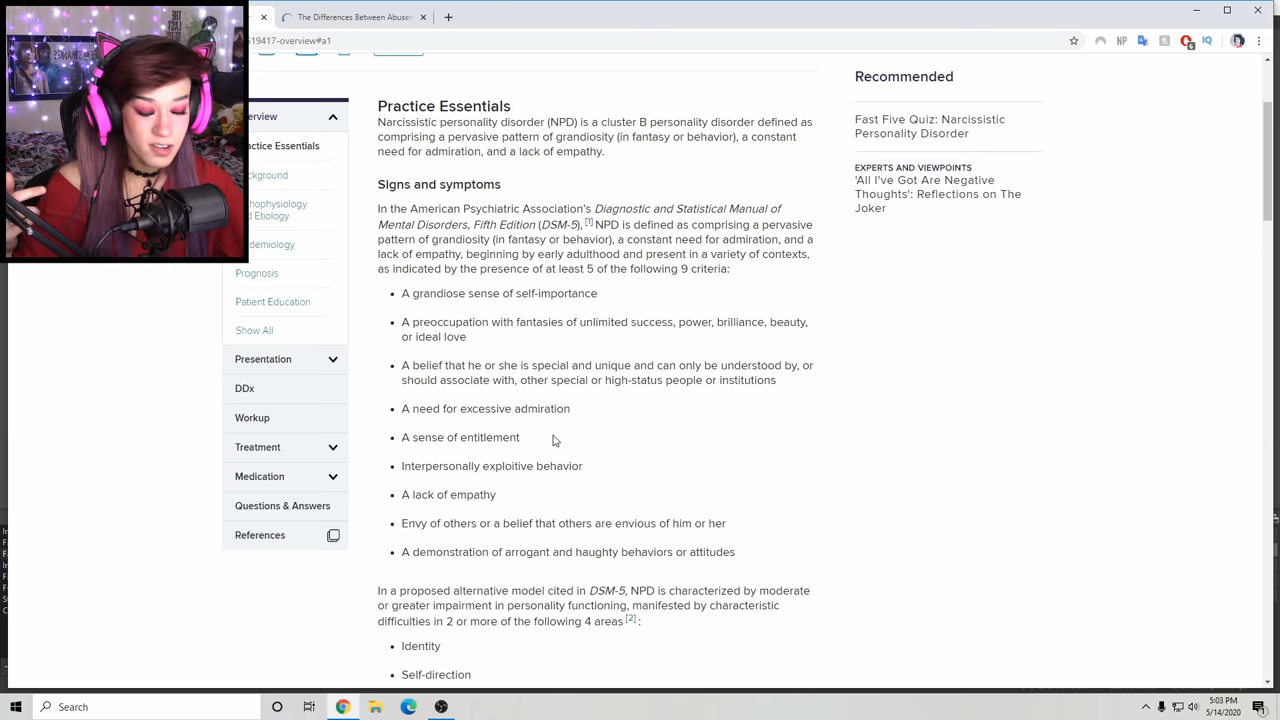 The Differences Between Abuse
519417-overview#a1
NP
6
IQ
erview
actice Essentials
kground
hophysiology
d Etiology
demiology
Prognosis
Patient Education
Show All
Presentation
DDx
Workup
Treatment
Medication
Questions & Answers
References
Practice Essentials
Narcissistic personality disorder (NPD) is a cluster B personality disorder defined as
comprising a pervasive pattern of grandiosity (in fantasy or behavior), a constant
need for admiration, and a lack of empathy.
Signs and symptoms
In the American Psychiatric Association's Diagnostic and Statistical Manual of
Mental Disorders, Fifth Edition (DSM-5), [1] NPD is defined as comprising a pervasive
pattern of grandiosity (in fantasy or behavior), a constant need for admiration, and a
lack of empathy, beginning by early adulthood and present in a variety of contexts,
as indicated by the presence of at least 5 of the following 9 criteria:
• A grandiose sense of self-importance
• A preoccupation with fantasies of unlimited success, power, brilliance, beauty,
or ideal love
• A belief that he or she is special and unique and can only be understood by, or
should associate with, other special or high-status people or institutions
• A need for excessive admiration
• A sense of entitlement
• Interpersonally exploitive behavior
• A lack of empathy
• Envy of others or a belief that others are envious of him or her
• A demonstration of arrogant and haughty behaviors or attitudes
In a proposed alternative model cited in DSM-5, NPD is characterized by moderate
or greater impairment in personality functioning, manifested by characteristic
difficulties in 2 or more of the following 4 areas [2] :
• Identity
• Self-direction
Recommended
Fast Five Quiz: Narcissistic
Personality Disorder
EXPERTS AND VIEWPOINTS
'All I've Got Are Negative
Thoughts': Reflections on The
Joker
Search
5:03 PM
5/14/2020